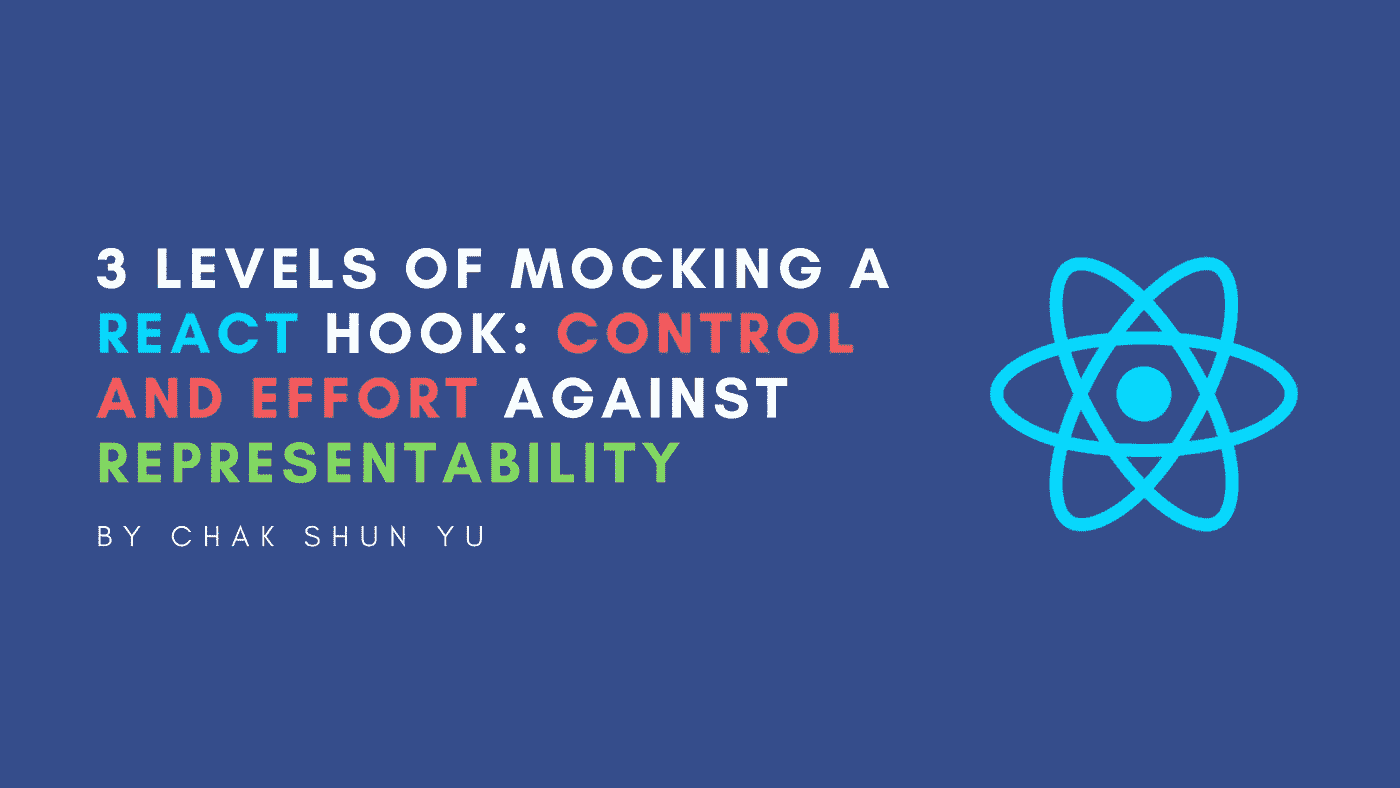 3 LEVELS OF MOCKING A
REACT HOOK: CONTROL
AND EFFORT AGAINST
REPRESENTABILITY
BY CHAK SHUN YU